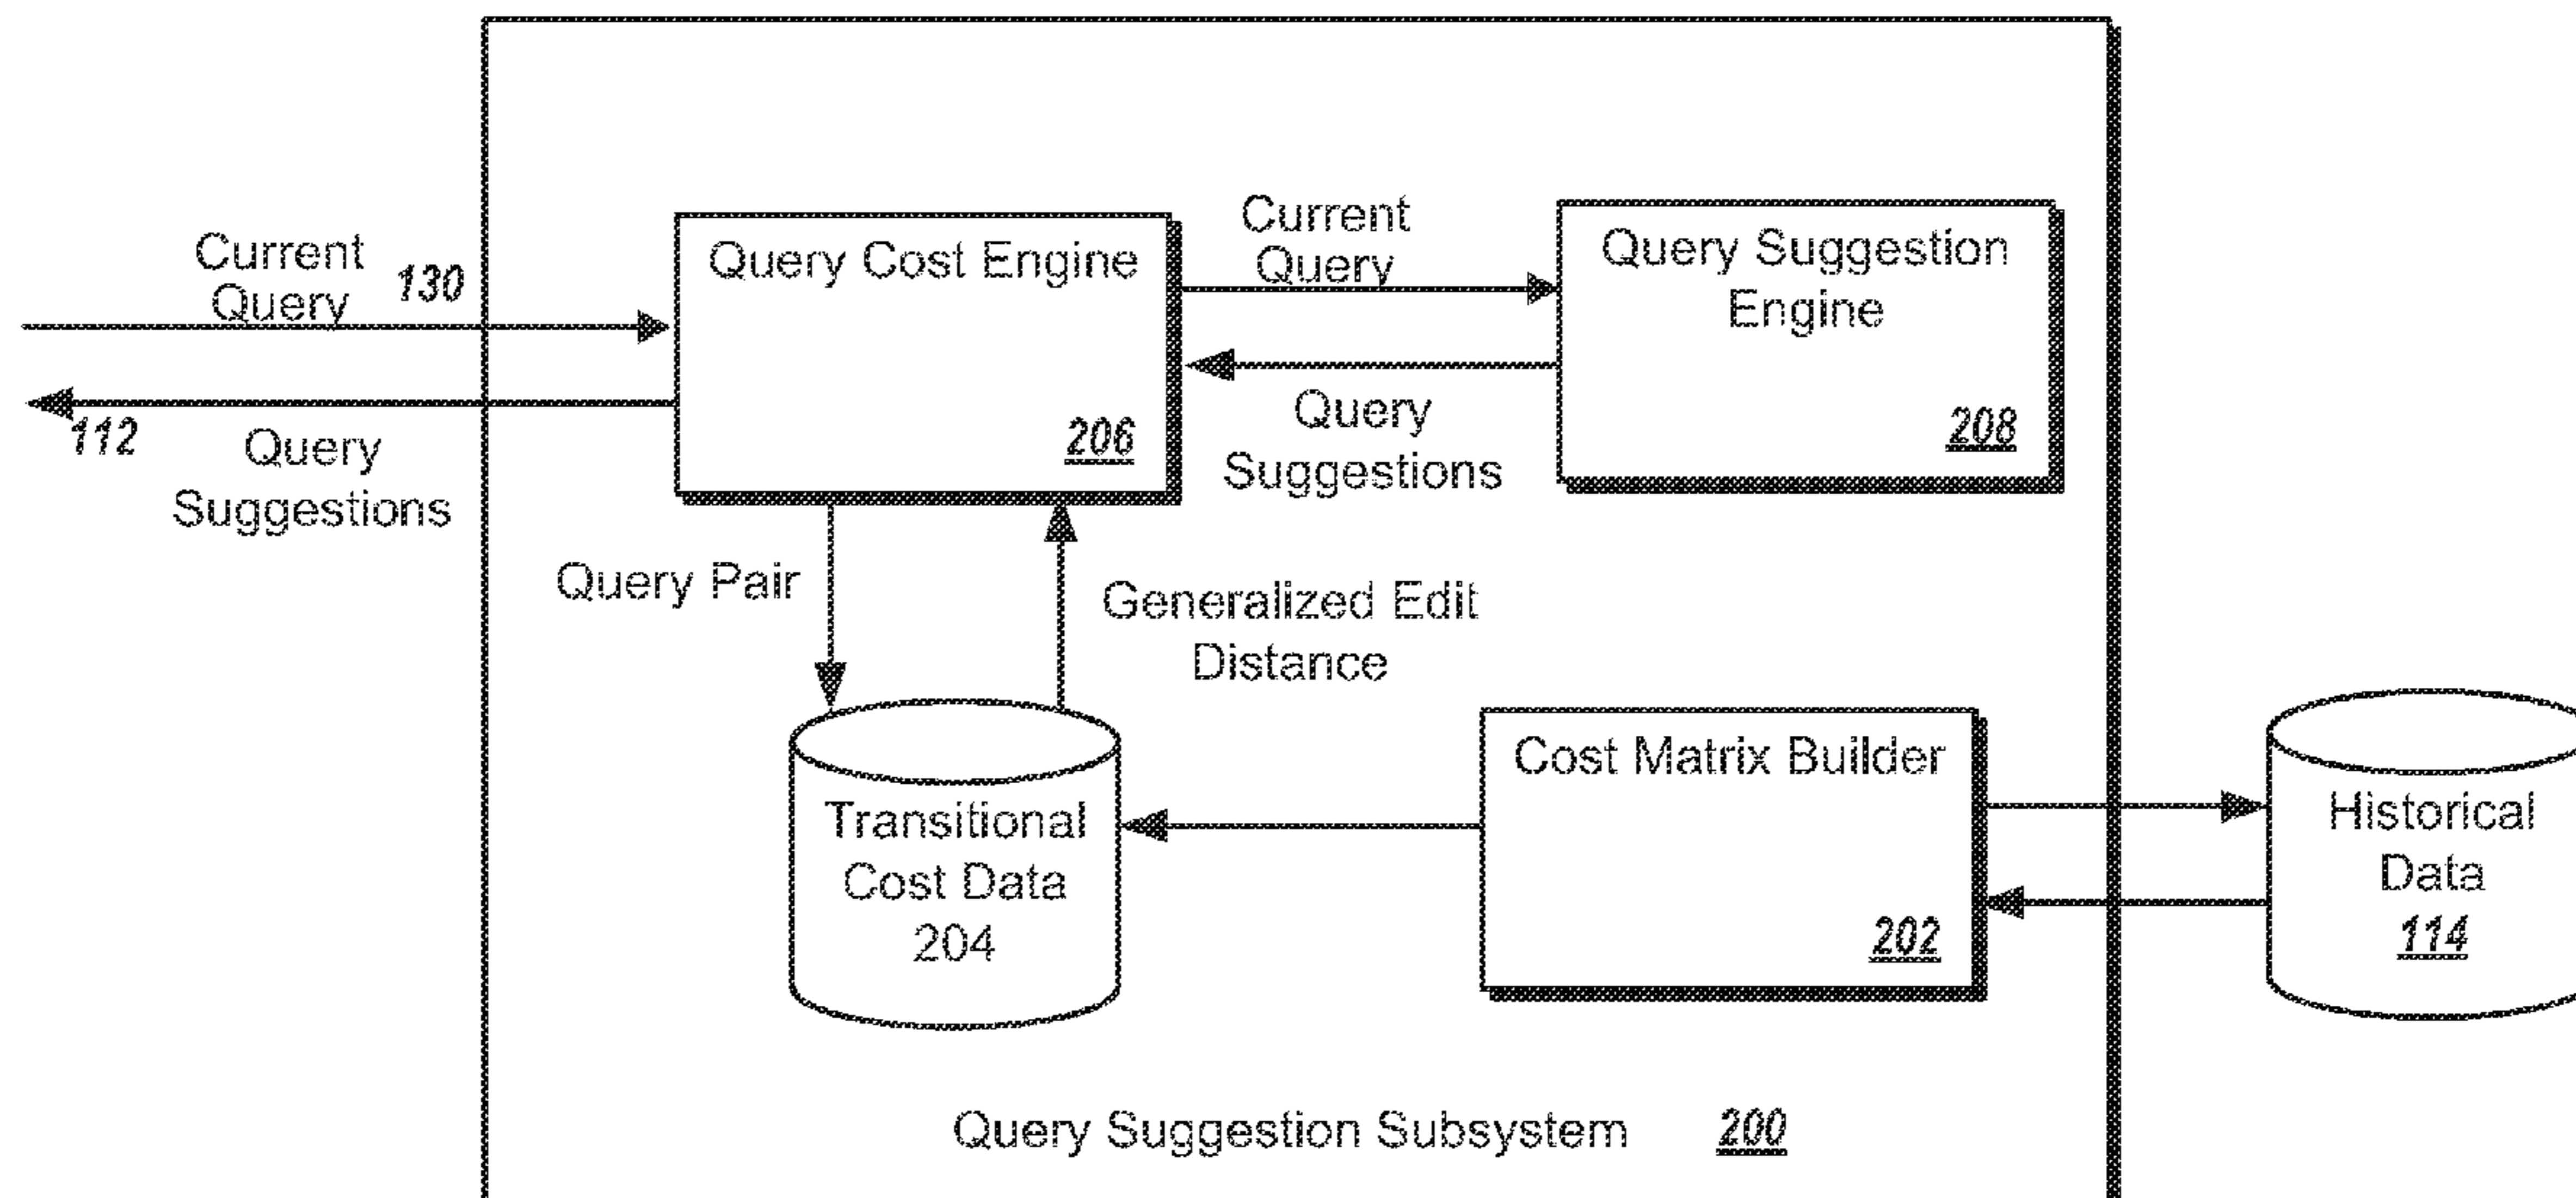 Current
Query
130
112
Query
Suggestions
Query Cost Engine
206
Current
Query
Query
Suggestions
Query Suggestion
Engine
208
Query Pair
Generalized Edit
Distance
Transitional
Cost Data
204
Cost Matrix Builder
202
Historical
Data
114
Query Suggestion Subsystem 200